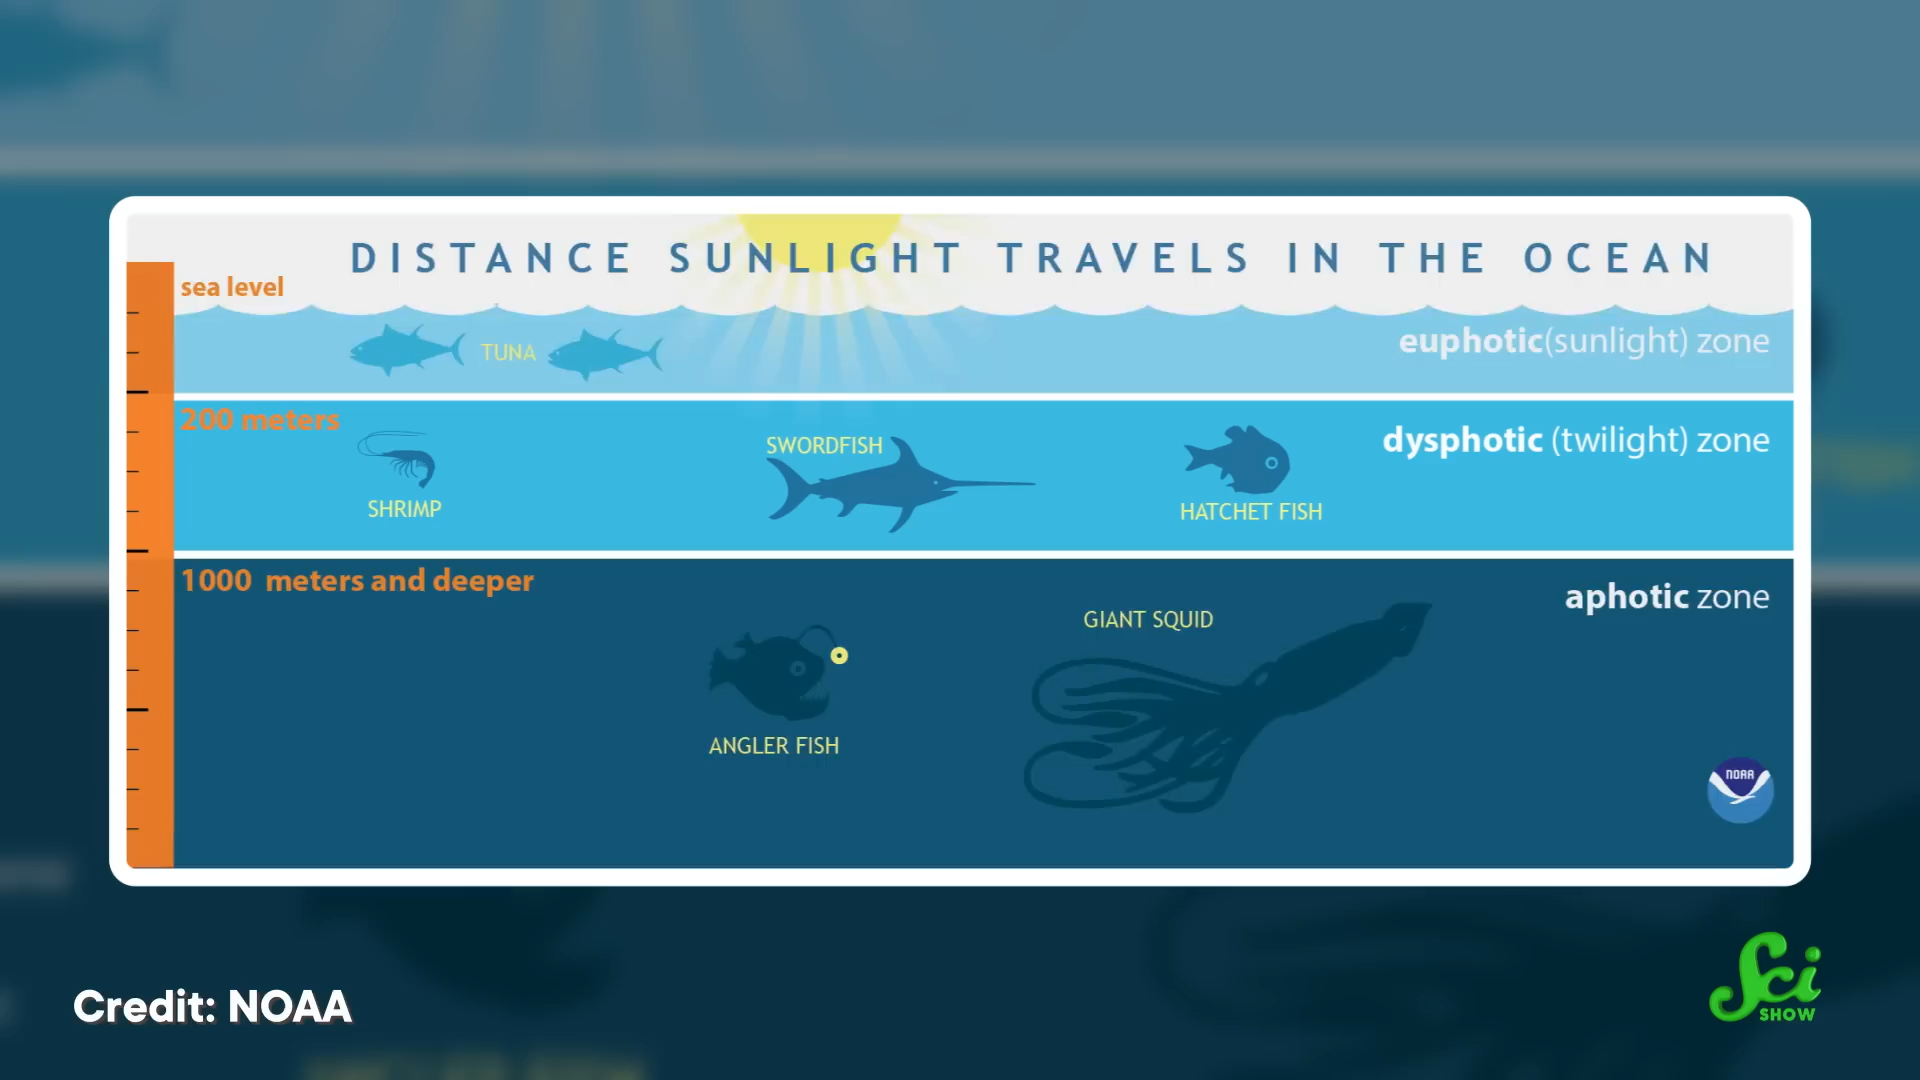 DISTANCE SUNLIGHT TRAVELS IN THE OCEAN
sea level
TUNA
euphotic(sunlight) zone
200 meters
dysphotic (twilight) zone
SHRIMP
SWORDFISH
HATCHET FISH
1000 meters and deeper
aphotic zone
GIANT SQUID
ANGLER FISH
NOAA
Credit: NOAA
Sci
SHOW